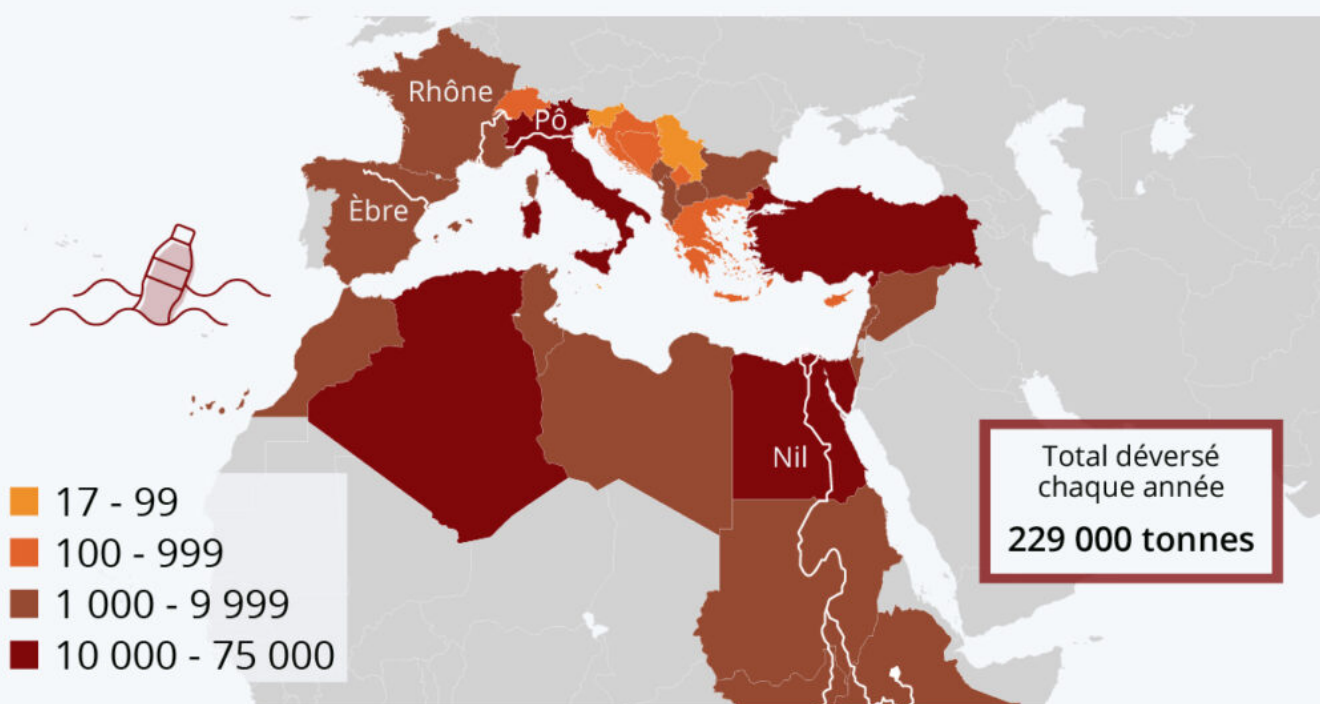 Rhône
Pô
Èbre
Nil
17 - 99
100 - 999
1 000 - 9 999
10 000 - 75 000
Total déversé
chaque année
229 000 tonnes